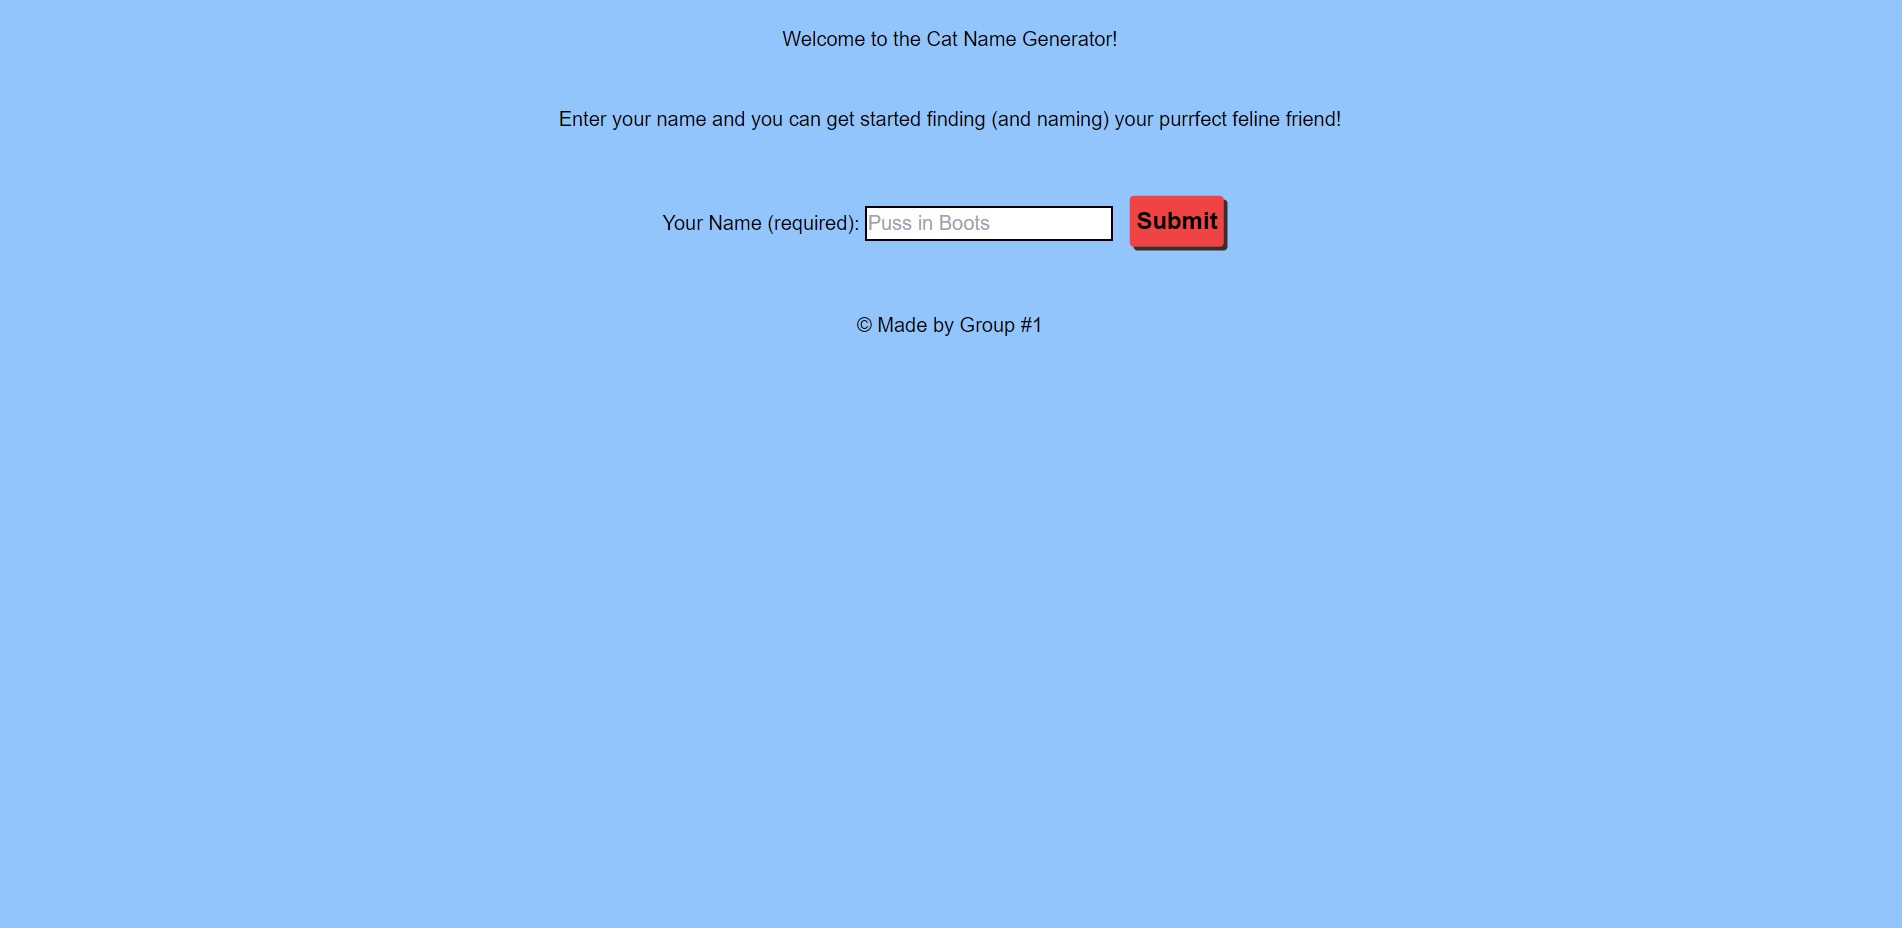 Welcome to the Cat Name Generator!
Enter your name and you can get started finding (and naming) your purrfect feline friend!
Your Name (required): Puss in Boots Submit
© Made by Group #1